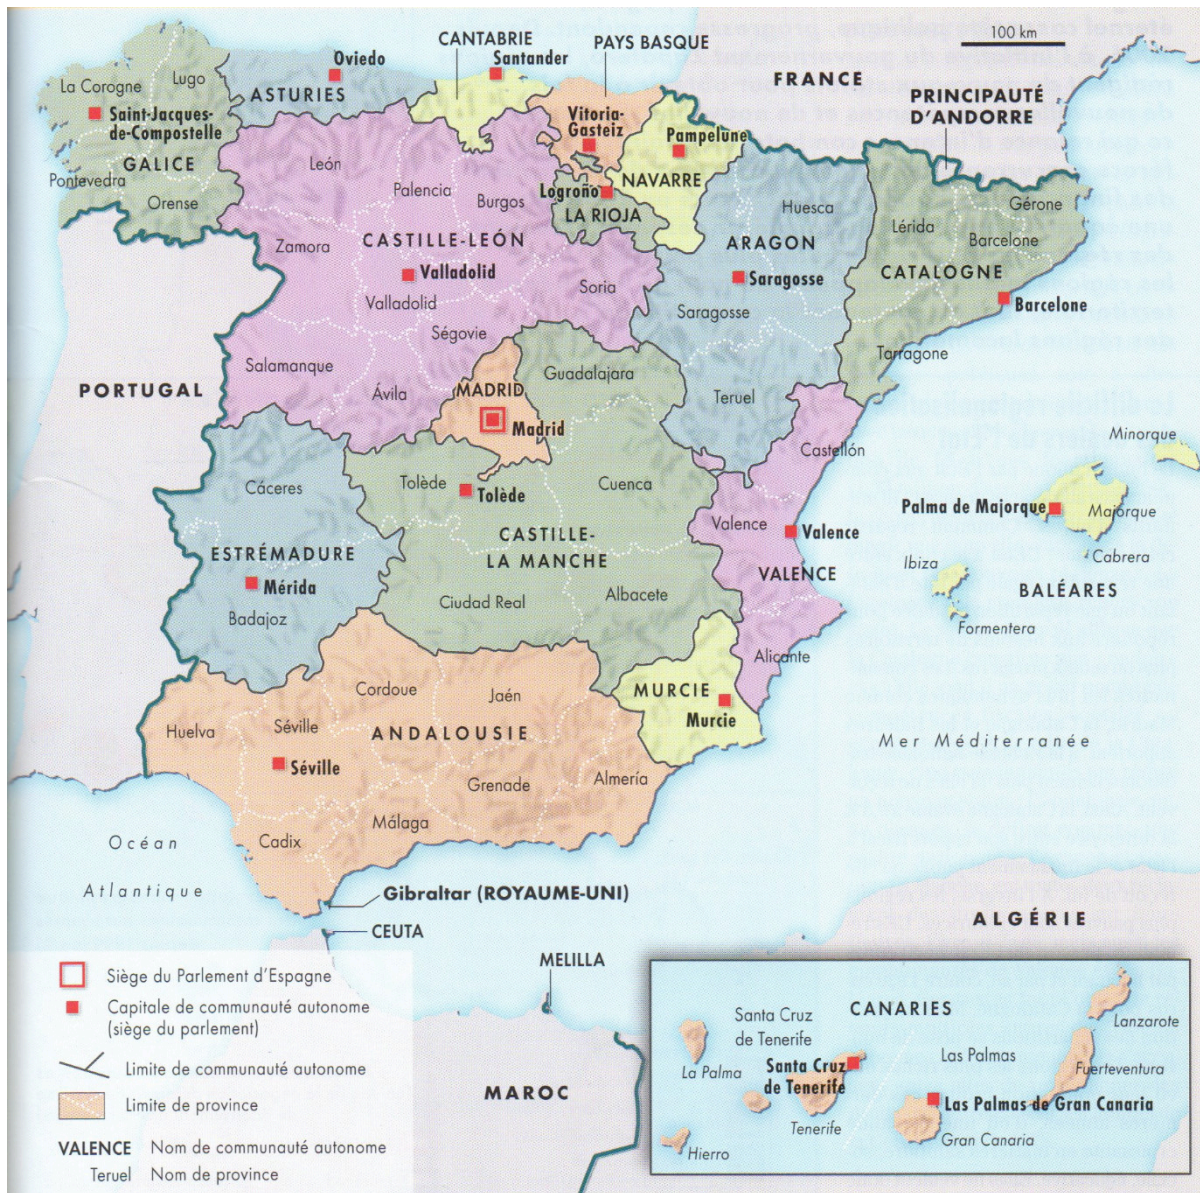 100 km
CANTABRIE
PAYS BASQUE
Oviedo
Santander
FRANCE
La Corogne
Lugo
ASTURIES
PRINCIPAUTÉ
D'ANDORRE
Saint-Jacques-
de-Compostelle
Vitoria-
Gasteiz
Pampelune
GALICE
León
NAVARRE
Pontevedra
Orense
Palencia
Burgos
Logroño
LA RIOJA
Huesca
Gérone
Lérida
Barcelone
Zamora
CASTILLE-LEÓN
ARAGON
CATALOGNE
Valladolid
Saragosse
Barcelone
Valladolid
Soria
Saragosse
Ségovie
Tarragone
Salamanque
Guadalajara
PORTUGAL
Ávila
MADRID
Teruel
Madrid
Castellón
Minorque
Cáceres
Tolède
Tolède
Cuenca
Palma de Majorque
Majorque
Valence
Valence
ESTRÉMADURE
CASTILLE-
LA MANCHE
VALENCE
Ibiza
Cabrera
Mérida
BALÉARES
Badajoz
Ciudad Real
Albacete
Formentera
Alicante
Cordoue
Jaén
MURCIE
Murcie
Huelva
Séville
ANDALOUSIE
Mer Méditerranée
Séville
Grenade
Almería
Málaga
Cadix
Océan
Atlantique
Gibraltar (ROYAUME-UNI)
CEUTA
ALGÉRIE
MELILLA
MAROC
Siège du Parlement d'Espagne
Capitale de communauté autonome
(siège du parlement)
Limite de communauté autonome
Limite de province
VALENCE Nom de communauté autonome
Teruel Nom de province
CANARIES
Santa Cruz
de Tenerife
Lanzarote
La Palma
Santa Cruz
de Tenerife
Las Palmas
Fuerteventura
Las Palmas de Gran Canaria
Tenerife
Gran Canaria
Hierro